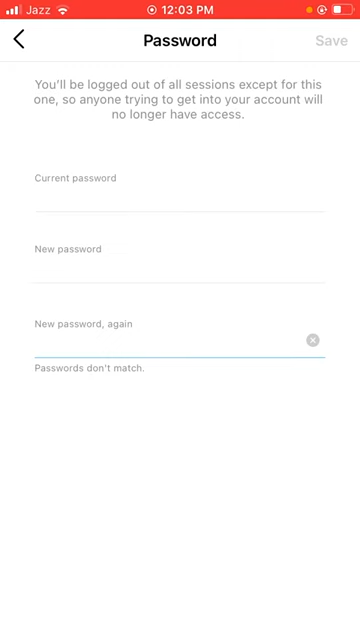 Jazz 12:03 PM
Password Save
You'll be logged out of all sessions except for this
one, so anyone trying to get into your account will
no longer have access.
Current password
New password
New password, again
Passwords don't match.